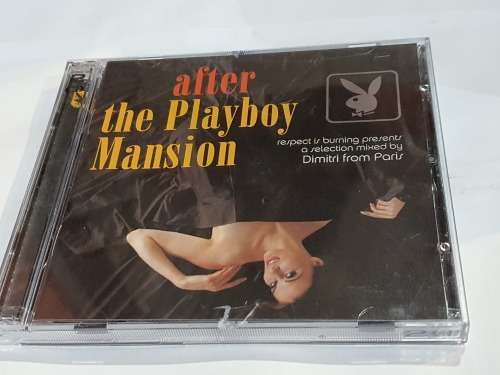 after
the Playboy
Mansion
respect is burning presents
a selection mixed by
Dimitri from Paris